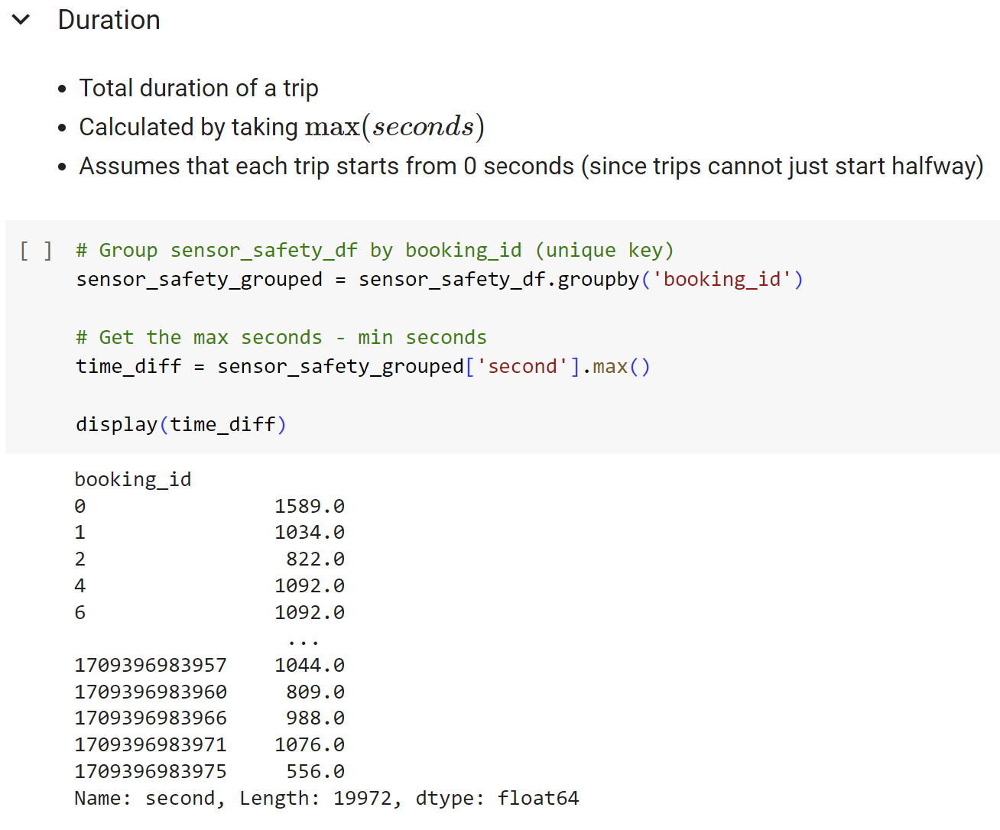 Duration
• Total duration of a trip
• Calculated by taking max(seconds)
• Assumes that each trip starts from 0 seconds (since trips cannot just start halfway)
[ ] # Group sensor_safety_df by booking_id (unique key)
sensor_safety_grouped = sensor_safety_df.groupby('booking_id')
# Get the max seconds - min seconds
time_diff = sensor_safety_grouped['second'].max()
display(time_diff)
booking_id
0 1589.0
1 1034.0
2 822.0
4 1092.0
6 1092.0
...
1709396983957 1044.0
1709396983960 809.0
1709396983966 988.0
1709396983971 1076.0
1709396983975 556.0
Name: second, Length: 19972, dtype: float64